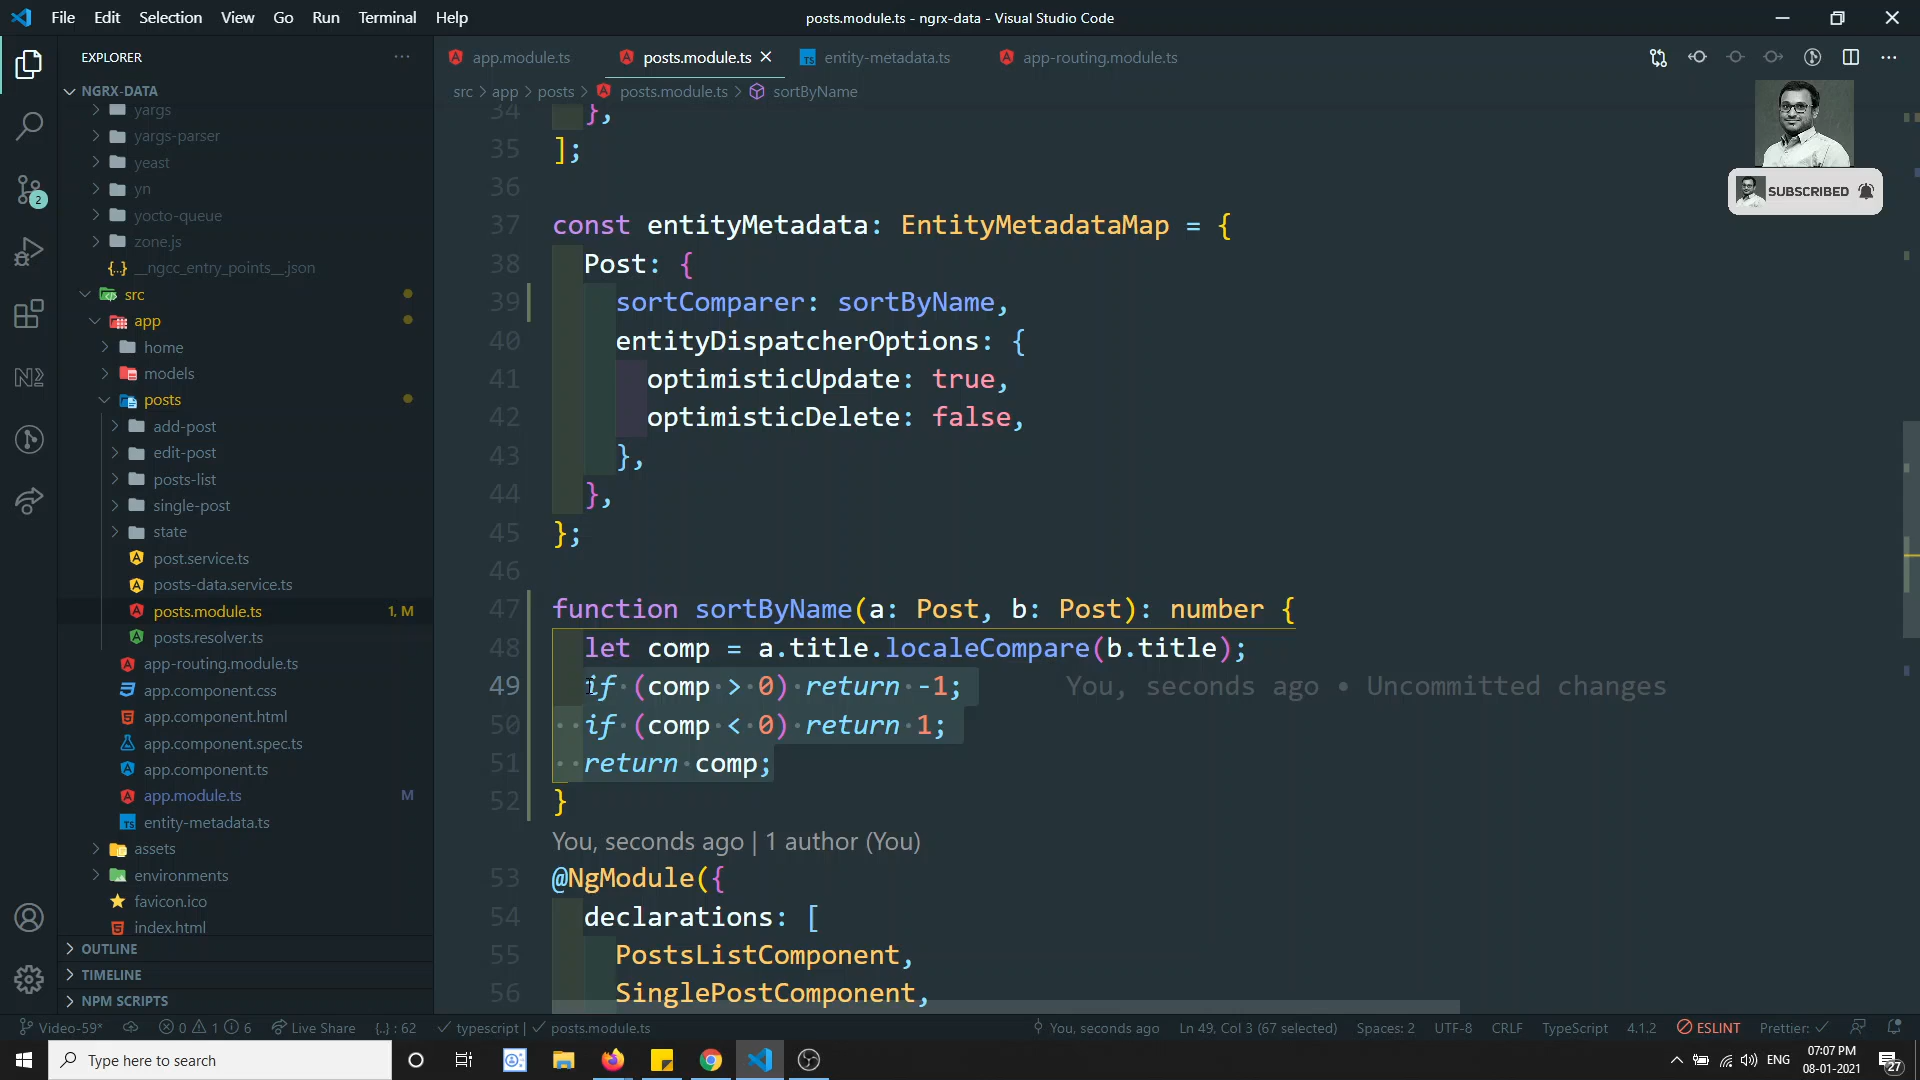 File Edit Selection View Go Run Terminal Help
posts.module.ts - ngrx-data - Visual Studio Code
EXPLORER
NGRX-DATA
yargs
yargs-parser
yeast
yn
yocto-queue
zone.js
__ngcc_entry_points__.json
src
app
home
models
posts
add-post
edit-post
posts-list
single-post
state
post.service.ts
posts-data.service.ts
posts.module.ts 1, M
posts.resolver.ts
app-routing.module.ts
app.component.css
app.component.html
app.component.spec.ts
app.component.ts
app.module.ts M
entity-metadata.ts
assets
environments
favicon.ico
index.html
OUTLINE
TIMELINE
NPM SCRIPTS
2
app.module.ts posts.module.ts entity-metadata.ts app-routing.module.ts
src > app > posts > posts.module.ts > sortByName
SUBSCRIBED
34 },
35 ];
36
37 const entityMetadata: EntityMetadataMap = {
38 Post: {
39 sortComparer: sortByName,
40 entityDispatcherOptions: {
41 optimisticUpdate: true,
42 optimisticDelete: false,
43 },
44 },
45 };
46
47 function sortByName(a: Post, b: Post): number {
48 let comp = a.title.localeCompare(b.title);
49 if (comp > 0) return -1; You, seconds ago • Uncommitted changes
50 if (comp < 0) return 1;
51 return comp;
52 }
You, seconds ago | 1 author (You)
53 @NgModule({
54 declarations: [
55 PostsListComponent,
56 SinglePostComponent,
Video-59* 0 1 6 Live Share {..} : 62 typescript | posts.module.ts You, seconds ago Ln 49, Col 3 (67 selected) Spaces: 2 UTF-8 CRLF TypeScript 4.1.2 ESLINT Prettier:
Type here to search
ENG
07:07 PM
08-01-2021
27